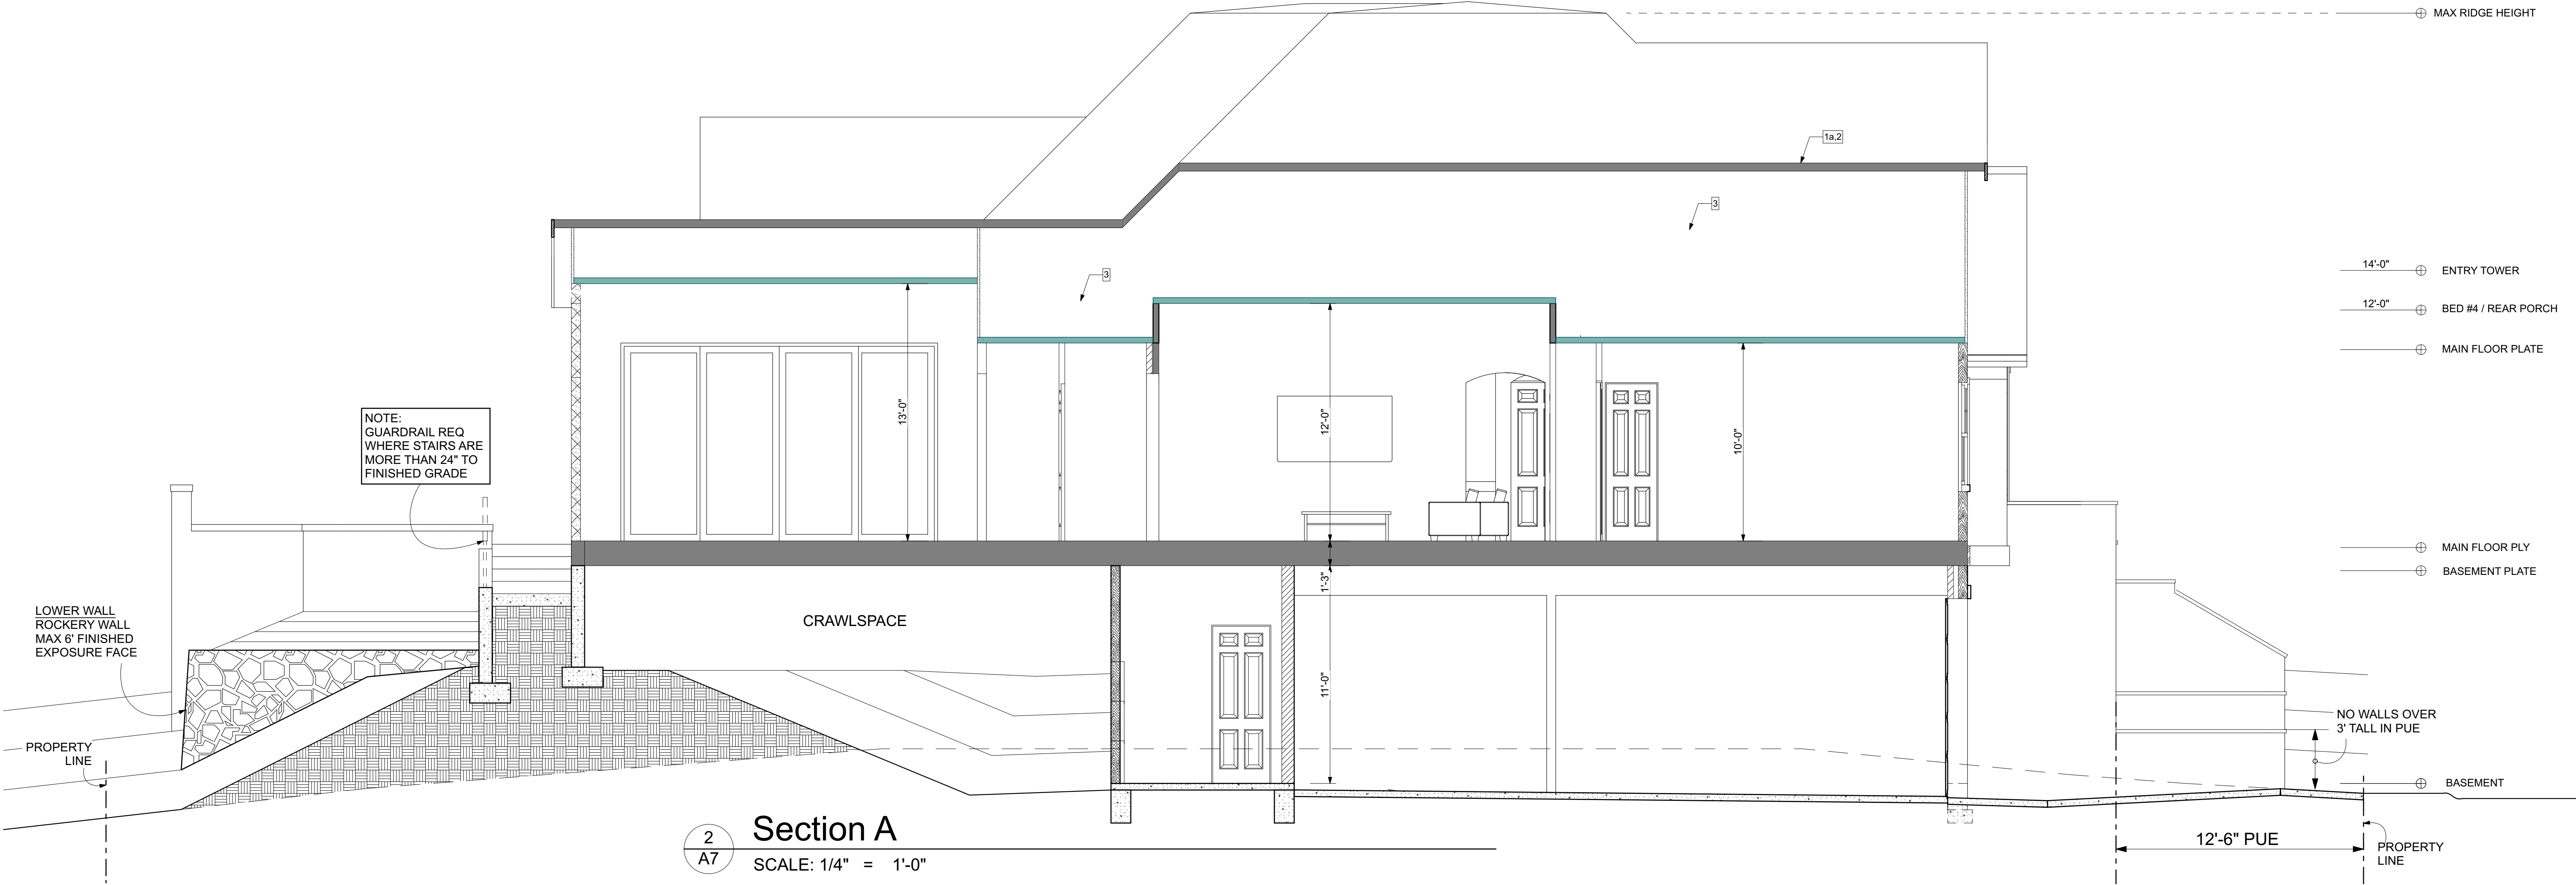 MAX RIDGE HEIGHT
1a,2
3
3
14'-0"
ENTRY TOWER
12'-0"
BED #4 / REAR PORCH
MAIN FLOOR PLATE
NOTE:
GUARDRAIL REQ
WHERE STAIRS ARE
MORE THAN 24" TO
FINISHED GRADE
13'-0"
12'-0"
10'-0"
MAIN FLOOR PLY
BASEMENT PLATE
1'-3"
LOWER WALL
ROCKERY WALL
MAX 6' FINISHED
EXPOSURE FACE
CRAWLSPACE
11'-0"
NO WALLS OVER
3' TALL IN PUE
PROPERTY
LINE
BASEMENT
2
A7
Section A
SCALE: 1/4" = 1'-0"
12'-6" PUE
PROPERTY
LINE